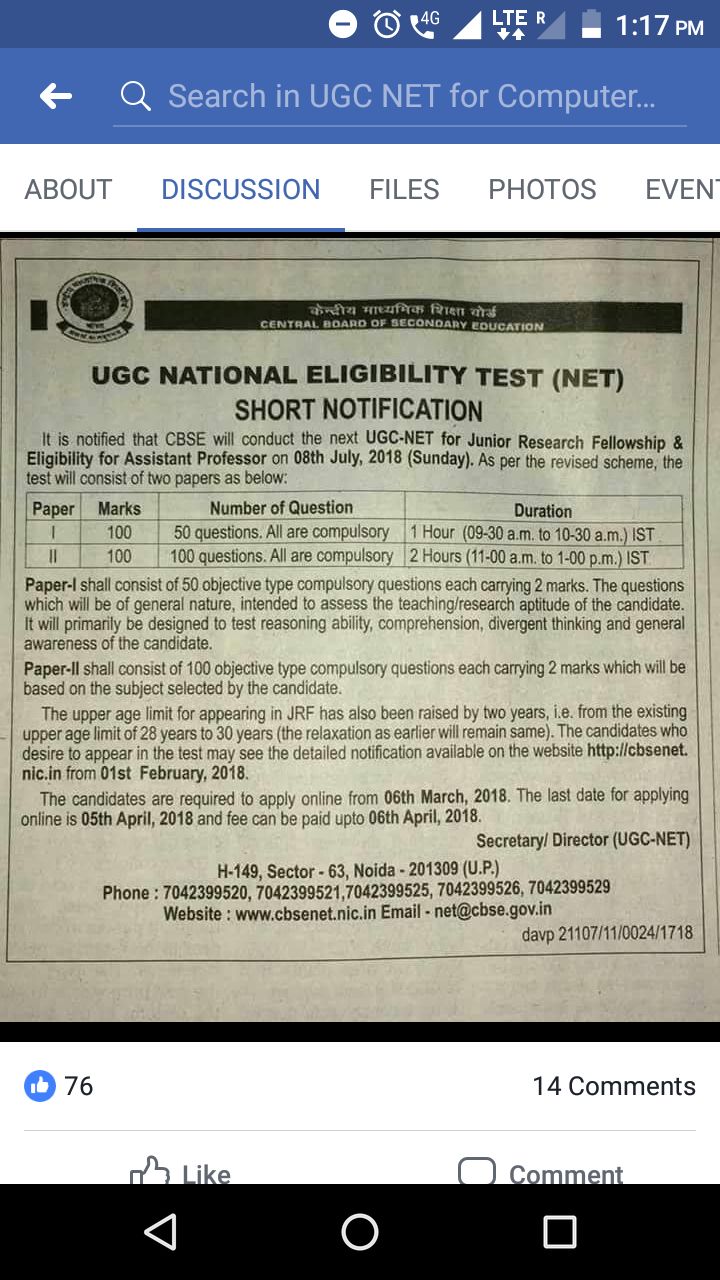 4G LTE R 1:17 PM
Search in UGC NET for Computer...
ABOUT DISCUSSION FILES PHOTOS EVENT
केन्द्रीय माध्यमिक शिक्षा बोर्ड
CENTRAL BOARD OF SECONDARY EDUCATION
UGC NATIONAL ELIGIBILITY TEST (NET)
SHORT NOTIFICATION
It is notified that CBSE will conduct the next UGC-NET for Junior Research Fellowship &
Eligibility for Assistant Professor on 08th July, 2018 (Sunday). As per the revised scheme, the
test will consist of two papers as below:
Paper Marks Number of Question Duration
I 100 50 questions. All are compulsory 1 Hour (09-30 a.m. to 10-30 a.m.) IST
II 100 100 questions. All are compulsory 2 Hours (11-00 a.m. to 1-00 p.m.) IST
Paper-I shall consist of 50 objective type compulsory questions each carrying 2 marks. The questions
which will be of general nature, intended to assess the teaching/research aptitude of the candidate.
It will primarily be designed to test reasoning ability, comprehension, divergent thinking and general
awareness of the candidate.
Paper-II shall consist of 100 objective type compulsory questions each carrying 2 marks which will be
based on the subject selected by the candidate.
The upper age limit for appearing in JRF has also been raised by two years, i.e. from the existing
upper age limit of 28 years to 30 years (the relaxation as earlier will remain same). The candidates who
desire to appear in the test may see the detailed notification available on the website http://cbsenet.
nic.in from 01st February, 2018.
The candidates are required to apply online from 06th March, 2018. The last date for applying
online is 05th April, 2018 and fee can be paid upto 06th April, 2018.
Secretary/ Director (UGC-NET)
H-149, Sector - 63, Noida - 201309 (U.P.)
Phone : 7042399520, 7042399521,7042399525, 7042399526, 7042399529
Website : www.cbsenet.nic.in Email - net@cbse.gov.in
davp 21107/11/0024/1718
76 14 Comments
Like Comment